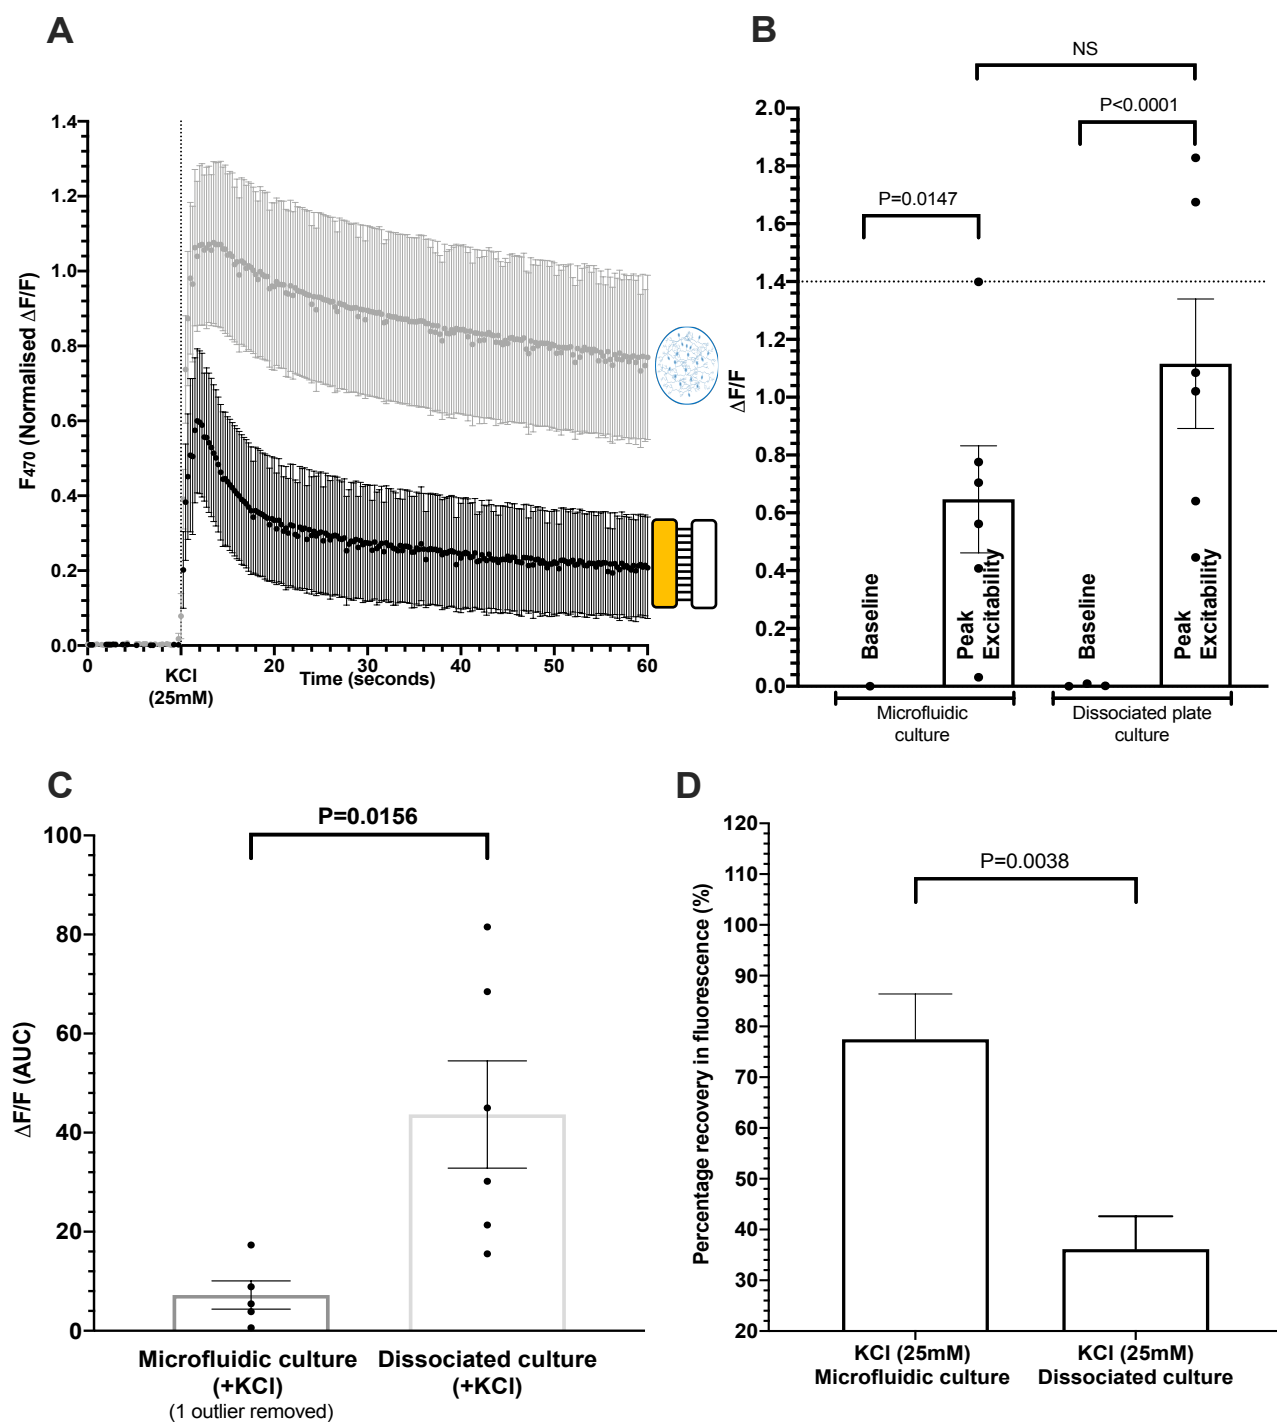 A
1.4
1.2
1.0
0.8
0.6
0.4
0.2
0.0
F470 (Normalised ΔF/F)
0
20
30
40
50
60
KCl
(25mM)
Time (seconds)
B
NS
P<0.0001
P=0.0147
2.0
1.8
1.6
1.4
1.2
1.0
0.8
0.6
0.4
0.2
0.0
ΔF/F
Baseline
Peak
Excitability
Baseline
Peak
Excitability
Microfluidic
culture
Dissociated plate
culture
C
P=0.0156
100
80
60
40
20
0
ΔF/F (AUC)
Microfluidic culture
(+KCl)
(1 outlier removed)
Dissociated culture
(+KCl)
D
P=0.0038
120
110
100
90
80
70
60
50
40
30
20
Percentage recovery in fluorescence (%)
KCl (25mM)
Microfluidic culture
KCl (25mM)
Dissociated culture